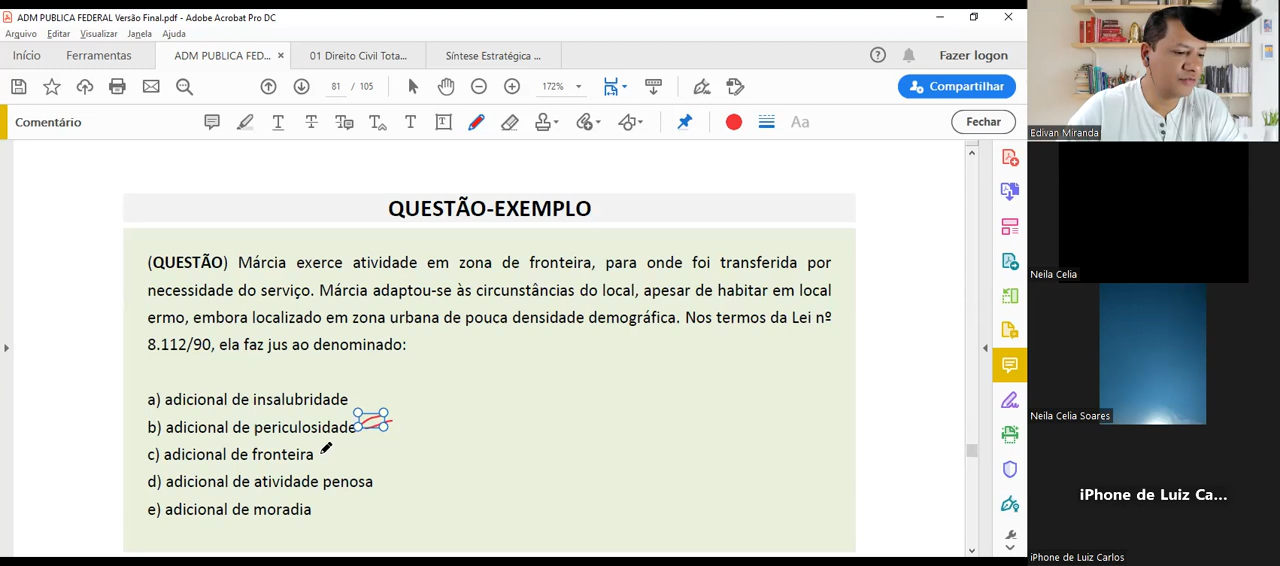 ADM PUBLICA FEDERAL Versão Final.pdf - Adobe Acrobat Pro DC
Arquivo Editar Visualizar Janela Ajuda
Início Ferramentas ADM PUBLICA FED... × 01 Direito Civil Tota... Síntese Estratégica ... Fazer logon
81 / 105 172% Compartilhar
Comentário Aa Fechar
QUESTÃO-EXEMPLO
(QUESTÃO) Márcia exerce atividade em zona de fronteira, para onde foi transferida por
necessidade do serviço. Márcia adaptou-se às circunstâncias do local, apesar de habitar em local
ermo, embora localizado em zona urbana de pouca densidade demográfica. Nos termos da Lei nº
8.112/90, ela faz jus ao denominado:
a) adicional de insalubridade
b) adicional de periculosidade
c) adicional de fronteira
d) adicional de atividade penosa
e) adicional de moradia
Edivan Miranda
Neila Celia
Neila Celia Soares
iPhone de Luiz Ca...
iPhone de Luiz Carlos